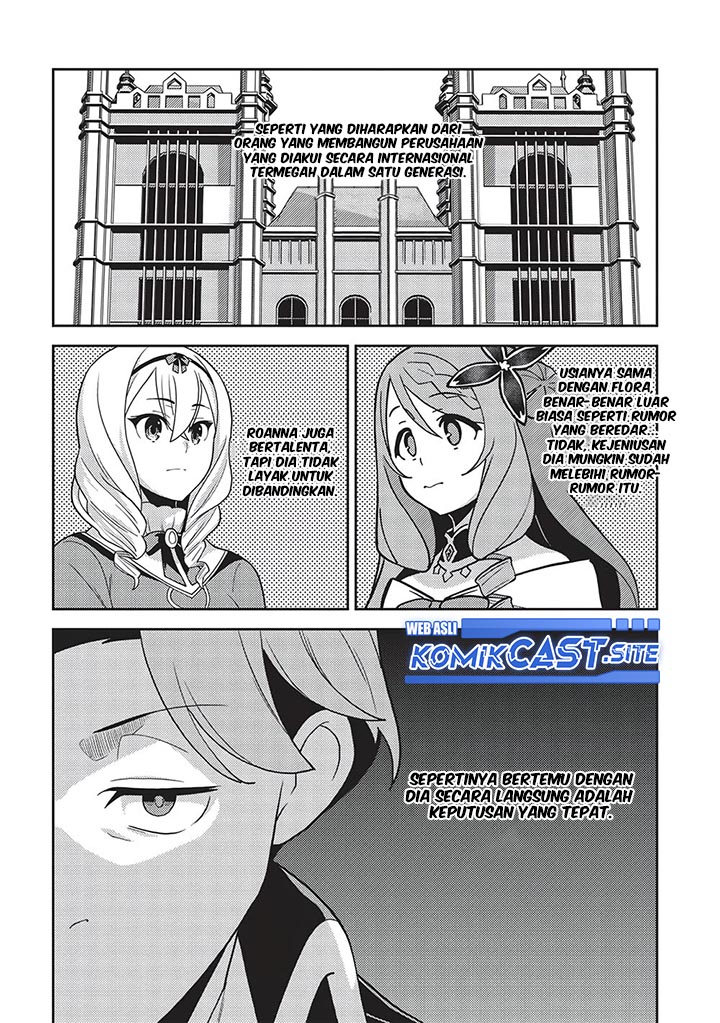 SEPERTI YANG DIHARAPKAN DARI
ORANG YANG MEMBANGUN PERUSAHAAN
YANG DIAKUI SECARA INTERNASIONAL
TERMEGAH DALAM SATU GENERASI.
USIANYA SAMA
DENGAN FLORA,
BENAR-BENAR LUAR
BIASA SEPERTI RUMOR
YANG BEREDAR...
TIDAK, KEJENIUSAN
DIA MUNGKIN SUDAH
MELEBIHI RUMOR-
RUMOR ITU.
ROANNA JUGA
BERTALENTA,
TAPI DIA TIDAK
LAYAK UNTUK
DIBANDINGKAN.
WEB ASLI
KOMIKCAST.SITE
SEPERTINYA BERTEMU DENGAN
DIA SECARA LANGSUNG ADALAH
KEPUTUSAN YANG TEPAT.